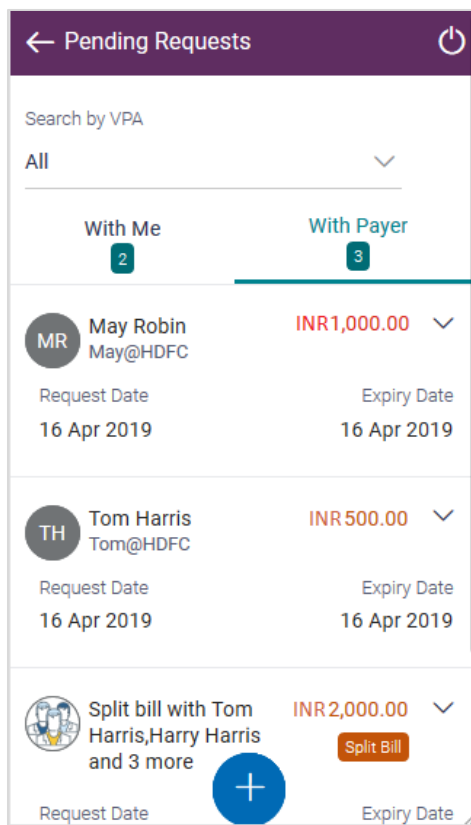 Pending Requests
Search by VPA
All
With Me
2
With Payer
3
MR
May Robin
INR1,000.00
May@HDFC
Request Date
Expiry Date
16 Apr 2019
16 Apr 2019
TH
Tom Harris
INR500.00
Tom@HDFC
Request Date
Expiry Date
16 Apr 2019
16 Apr 2019
Split bill with Tom
INR2,000.00
Harris,Harry Harris
Split Bill
and 3 more
Request Date
Expiry Date